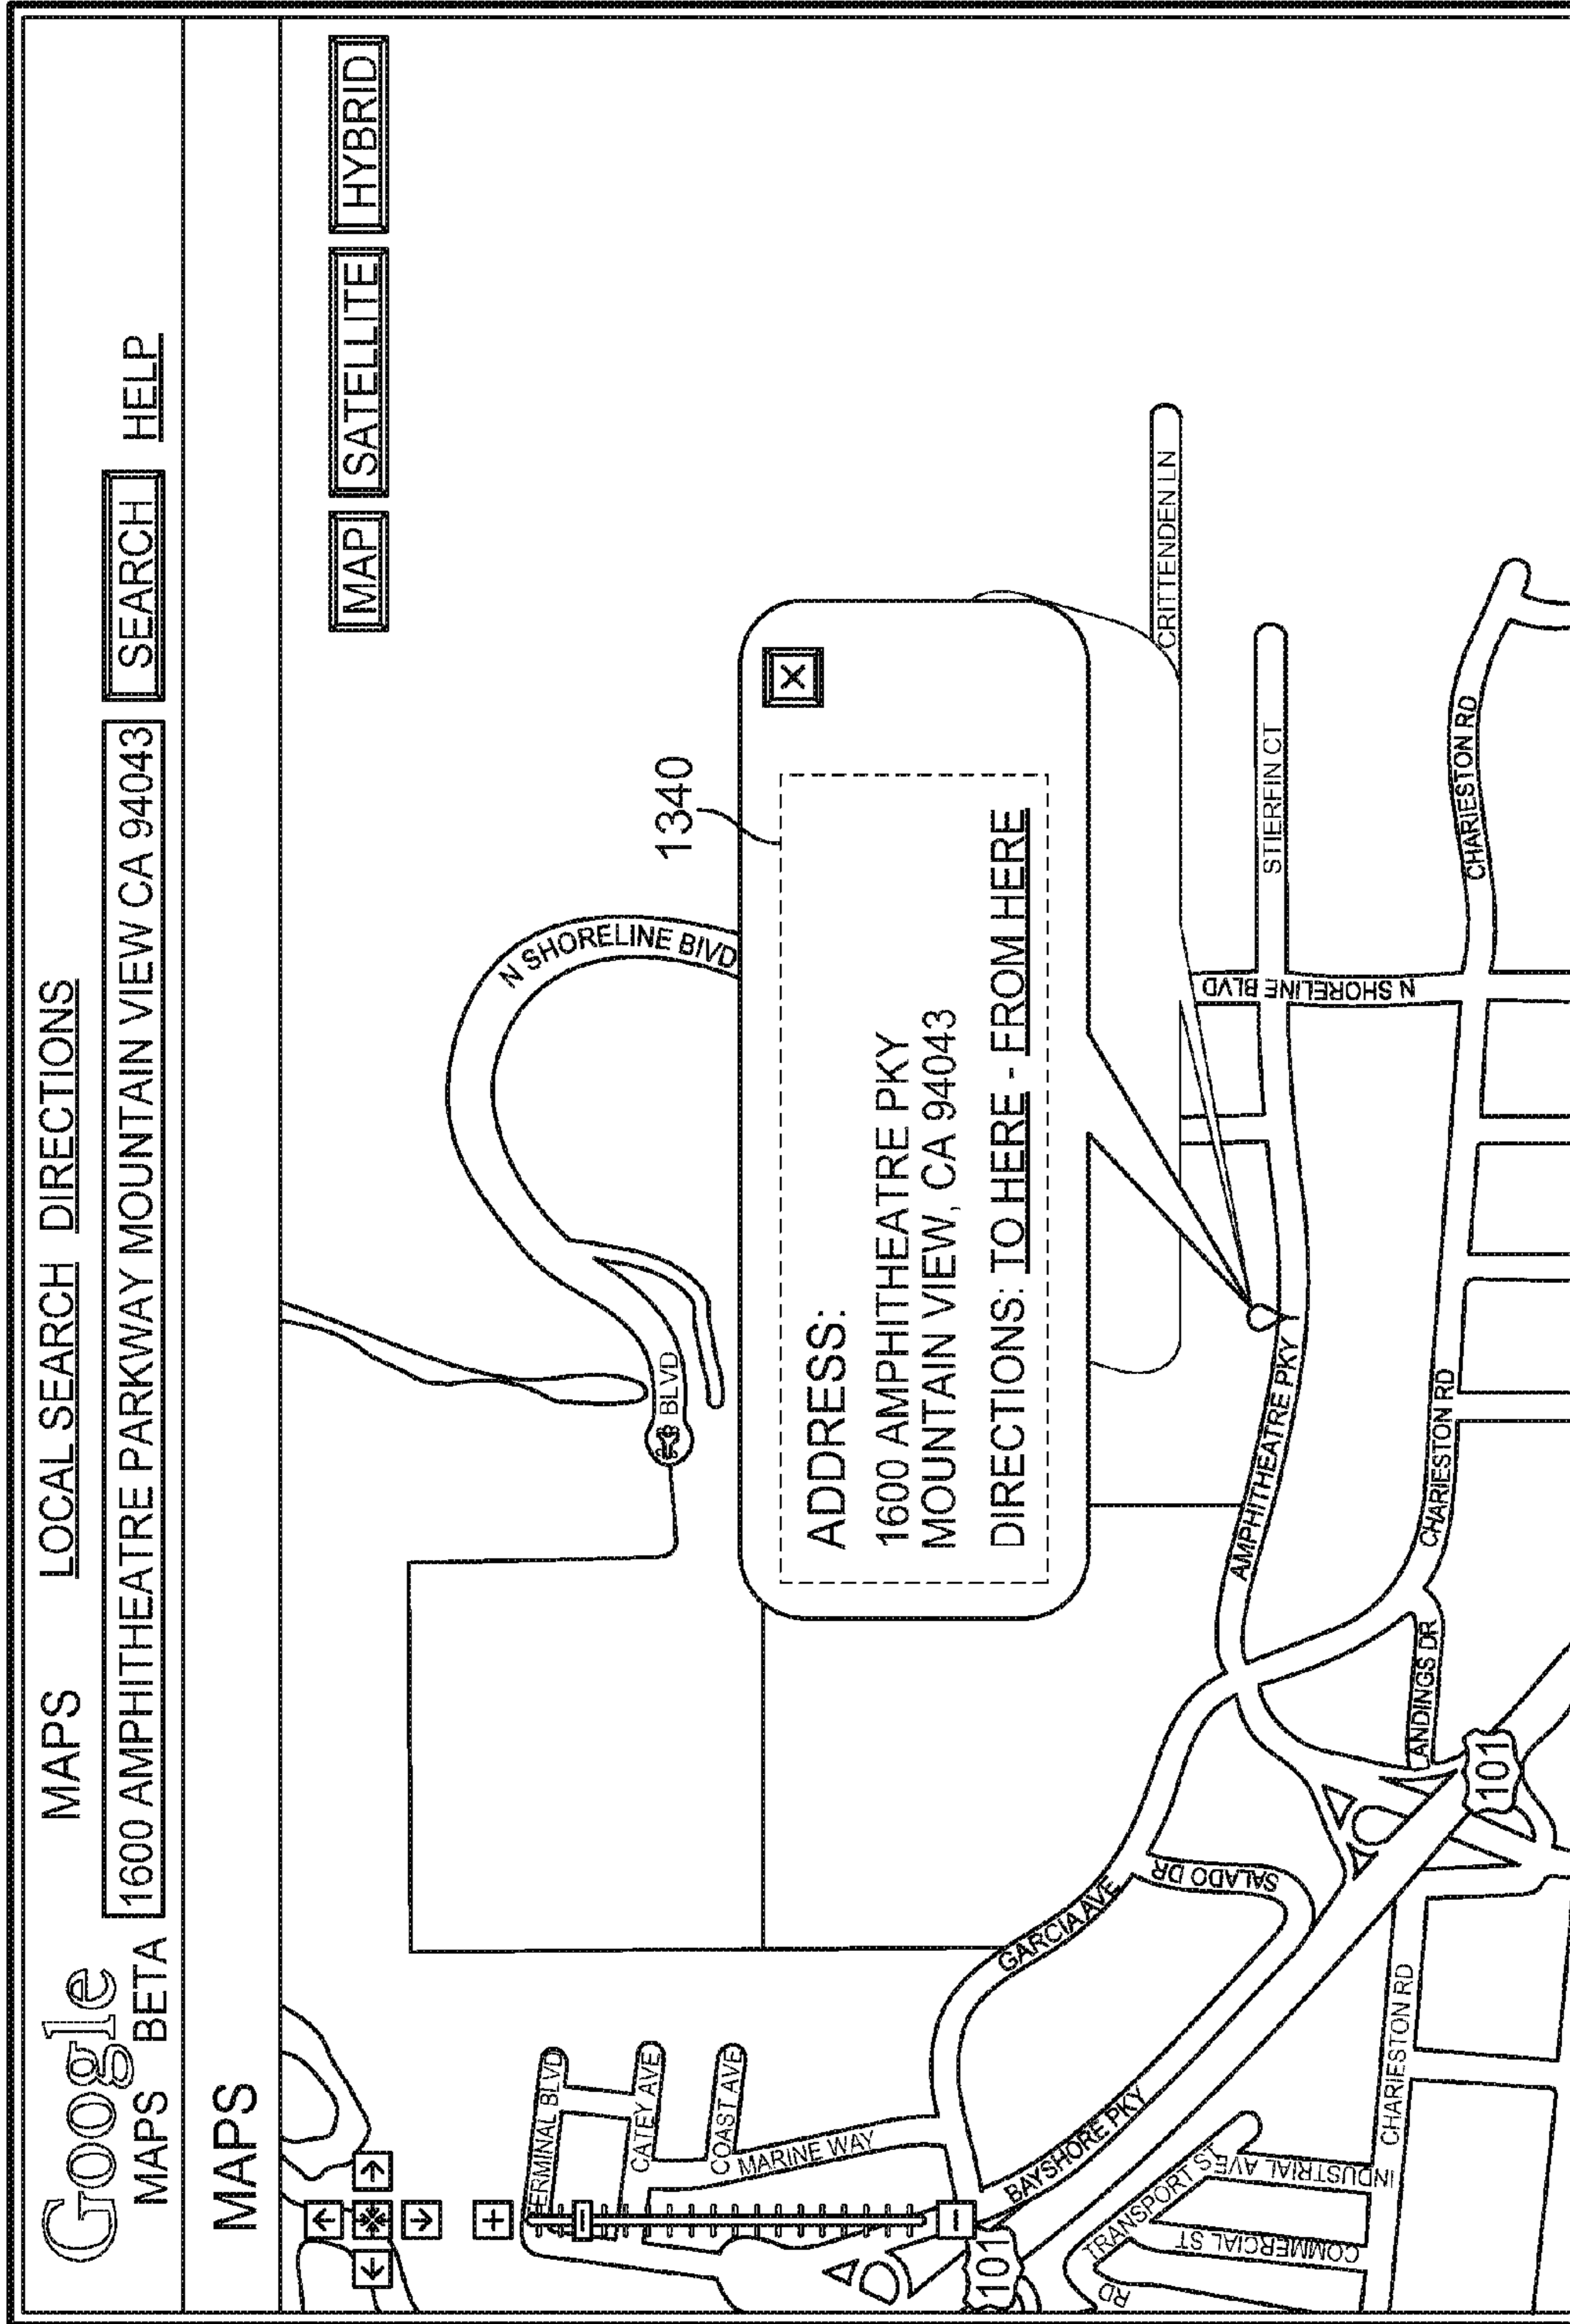 Google
MAPS BETA
MAPS LOCAL SEARCH DIRECTIONS
1600 AMPHITHEATRE PARKWAY MOUNTAIN VIEW CA 94043 SEARCH HELP
MAPS
MAP SATELLITE HYBRID
1340
N SHORELINE BIVD
BLVD
X
ADDRESS:
1600 AMPHITHEATRE PKY
MOUNTAIN VIEW, CA 94043
DIRECTIONS: TO HERE - FROM HERE
ERMINAL BLVD
CATEY AVE
COAST AVE
MARINE WAY
GARCIA AVE
SALADO DR
BAYSHORE PKY
AMPHITHEATRE PKY
CRITTENDEN LN
STIERFIN CT
N SHORELINE BLVD
CHARIESTON RD
CHARIESTON RD
ANDINGS DR
101
101
TRANSPORT ST
INDUSTRIAL AVE
COMMERCIAL ST
CHARIESTON RD
RD